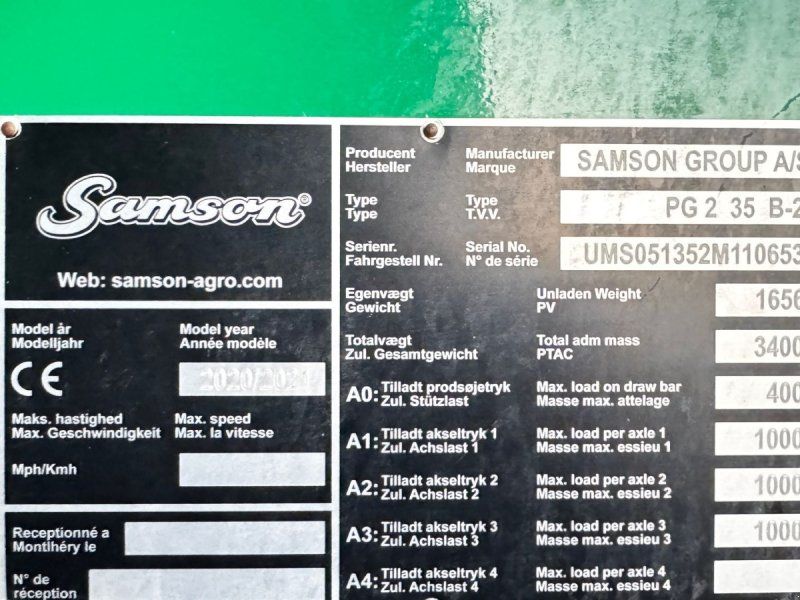 Samson®
Web: samson-agro.com
Model år Model year
Modelljahr Année modèle
CE 2020/2021
Maks. hastighed Max. speed
Max. Geschwindigkeit Max. la vitesse
Mph/Kmh
Receptionné a
Montlhéry le
N° de
réception
Producent Manufacturer SAMSON GROUP A/S
Hersteller Marque
Type Type PG 2 35 B-2
Type T.V.V.
Serienr. Serial No. UMS051352M110653
Fahrgestell Nr. N° de série
Egenvægt Unladen Weight 1656
Gewicht PV
Totalvægt Total adm mass 3400
Zul. Gesamtgewicht PTAC
A0: Tilladt prodsøjetryk Max. load on draw bar 400
Zul. Stützlast Masse max. attelage
A1: Tilladt akseltryk 1 Max. load per axle 1 1000
Zul. Achslast 1 Masse max. essieu 1
A2: Tilladt akseltryk 2 Max. load per axle 2 1000
Zul. Achslast 2 Masse max. essieu 2
A3: Tilladt akseltryk 3 Max. load per axle 3 1000
Zul. Achslast 3 Masse max. essieu 3
A4: Tilladt akseltryk 4 Max. load per axle 4
Zul. Achslast 4 Masse max. essieu 4